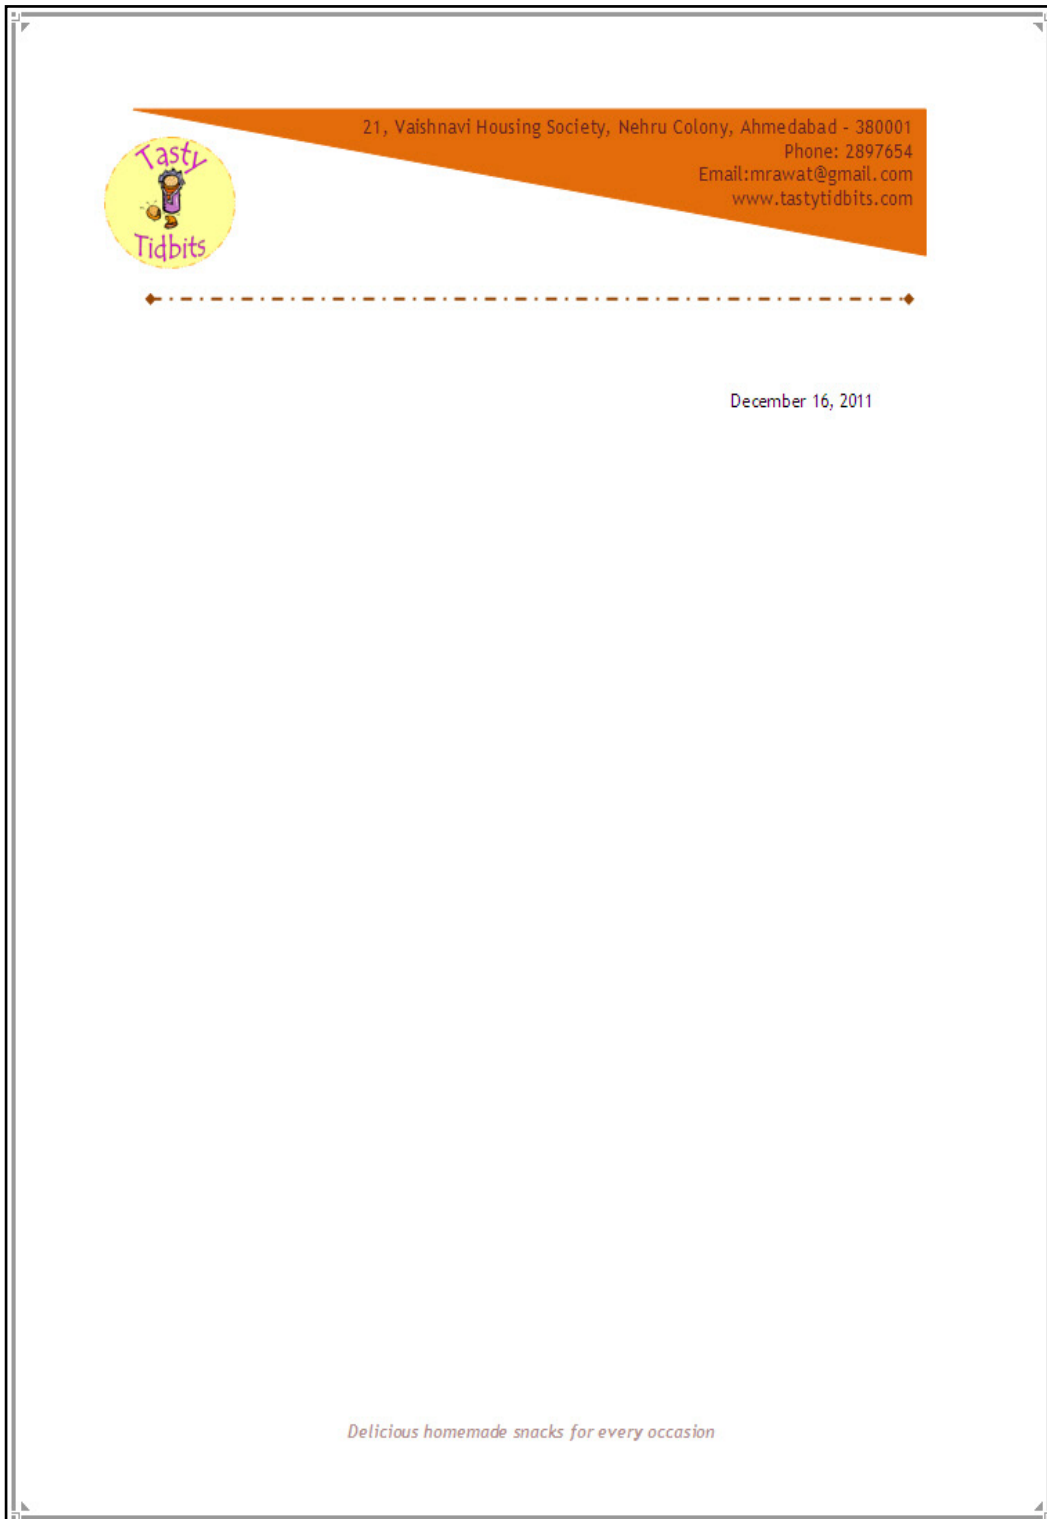 21, Vaishnavi Housing Society, Nehru Colony, Ahmedabad - 380001
Phone: 2897654
Email:mrawat@gmail.com
www.tastytidbits.com
Tasty
Tidbits
December 16, 2011
Delicious homemade snacks for every occasion